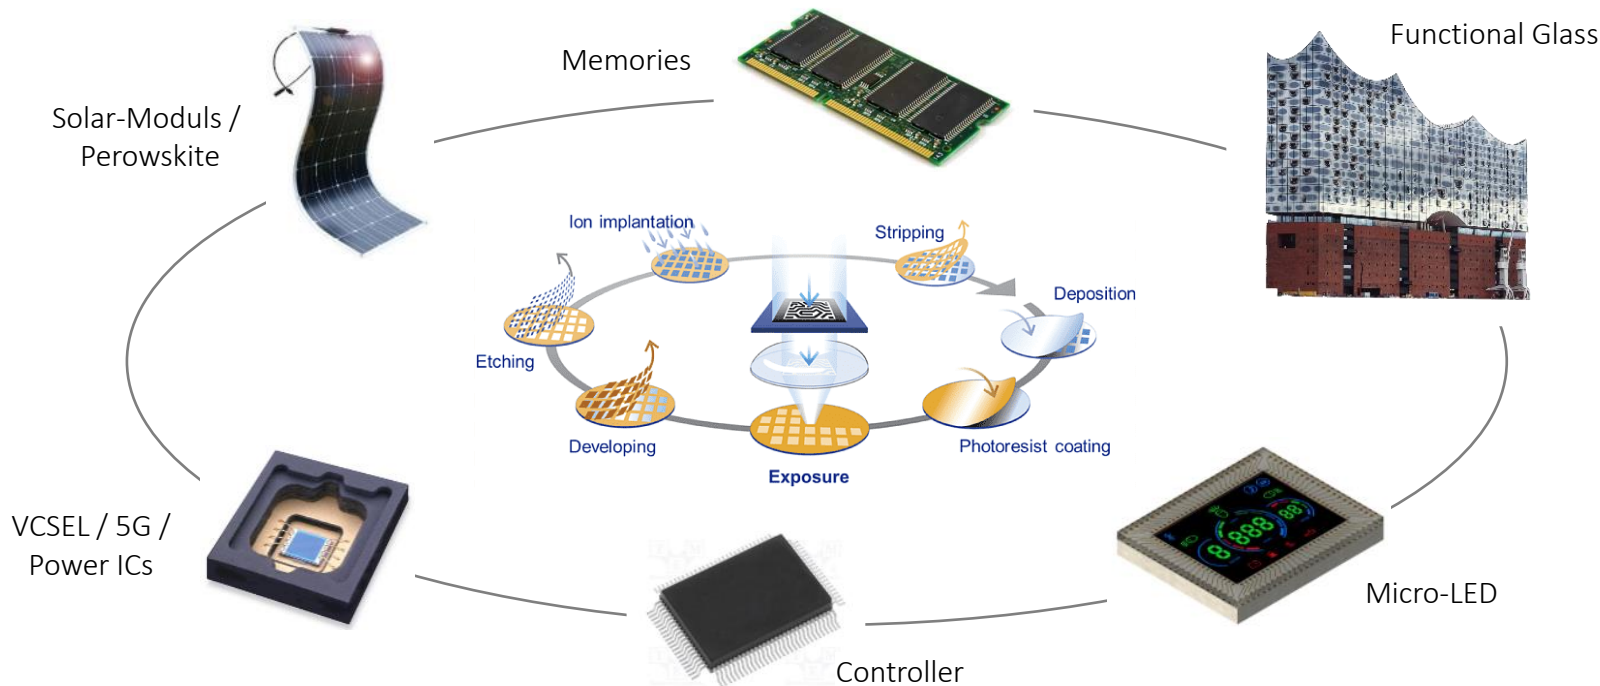 Memories
Functional Glass
Solar-Moduls /
Perowskite
Ion implantation
Stripping
Deposition
Etching
Developing
Photoresist coating
Exposure
VCSEL / 5G /
Power ICs
Micro-LED
Controller